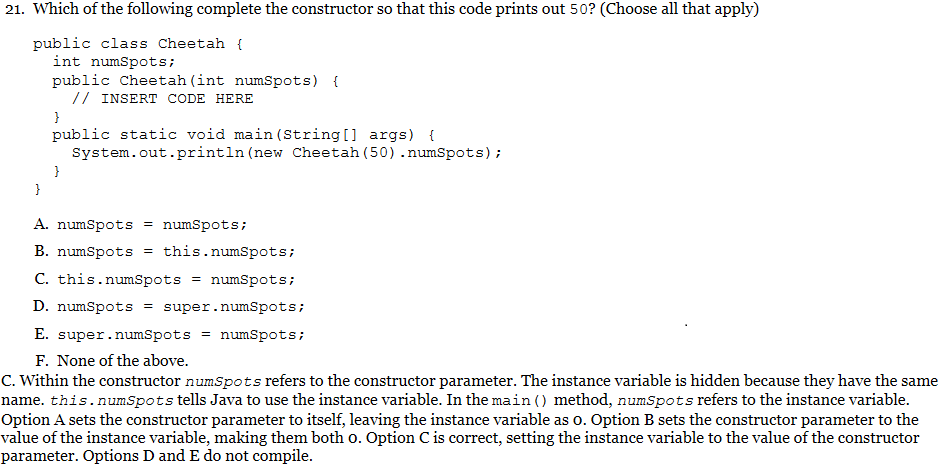 21. Which of the following complete the constructor so that this code prints out 50? (Choose all that apply)
public class Cheetah {
int numSpots;
public Cheetah(int numSpots) {
// INSERT CODE HERE
}
public static void main(String[] args) {
System.out.println(new Cheetah(50).numSpots);
}
}
A. numSpots = numSpots;
B. numSpots = this.numSpots;
C. this.numSpots = numSpots;
D. numSpots = super.numSpots;
E. super.numSpots = numSpots;
F. None of the above.
C. Within the constructor numSpots refers to the constructor parameter. The instance variable is hidden because they have the same
name. this.numSpots tells Java to use the instance variable. In the main() method, numSpots refers to the instance variable.
Option A sets the constructor parameter to itself, leaving the instance variable as 0. Option B sets the constructor parameter to the
value of the instance variable, making them both 0. Option C is correct, setting the instance variable to the value of the constructor
parameter. Options D and E do not compile.